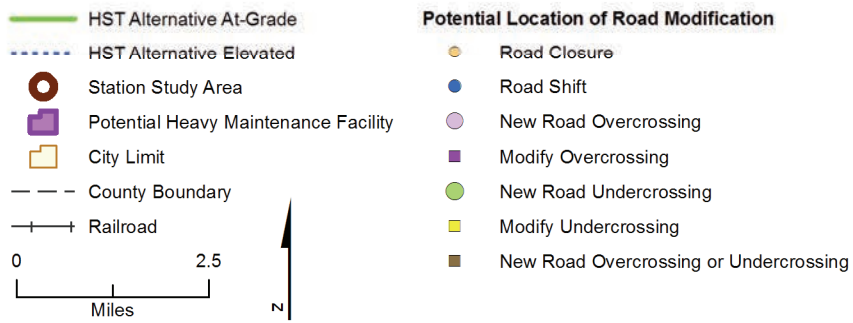 HST Alternative At-Grade
HST Alternative Elevated
Station Study Area
Potential Heavy Maintenance Facility
City Limit
County Boundary
Railroad
0 2.5
Miles
N
Potential Location of Road Modification
Road Closure
Road Shift
New Road Overcrossing
Modify Overcrossing
New Road Undercrossing
Modify Undercrossing
New Road Overcrossing or Undercrossing